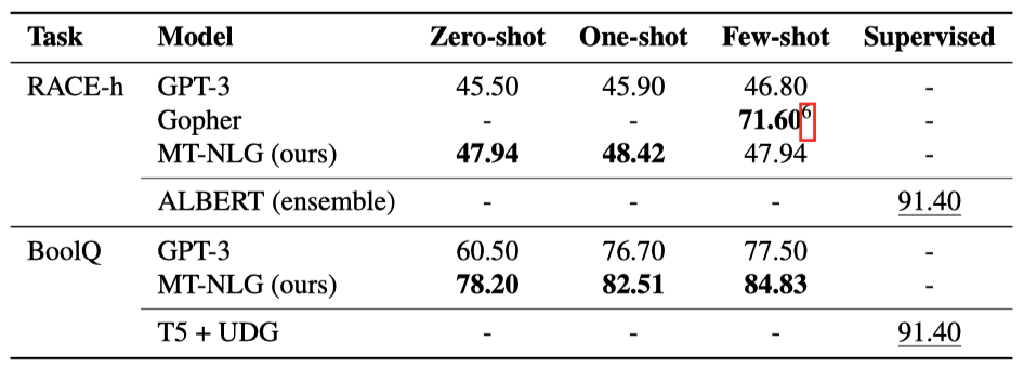 Task Model Zero-shot One-shot Few-shot Supervised
RACE-h GPT-3 45.50 45.90 46.80 -
Gopher - - 71.60⁶ -
MT-NLG (ours) 47.94 48.42 47.94 -
ALBERT (ensemble) - - - 91.40
BoolQ GPT-3 60.50 76.70 77.50 -
MT-NLG (ours) 78.20 82.51 84.83 -
T5 + UDG - - - 91.40